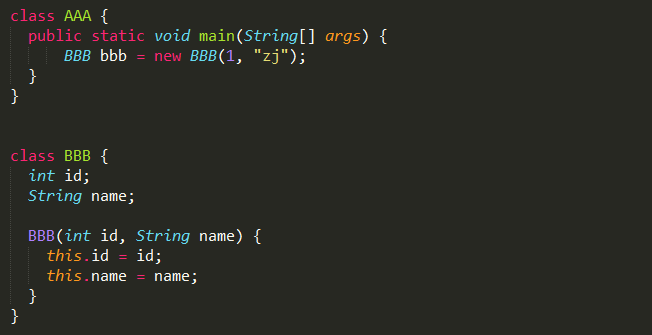 class AAA {
  public static void main(String[] args) {
      BBB bbb = new BBB(1, "zj");
  }
}
class BBB {
  int id;
  String name;
  BBB(int id, String name) {
    this.id = id;
    this.name = name;
  }
}